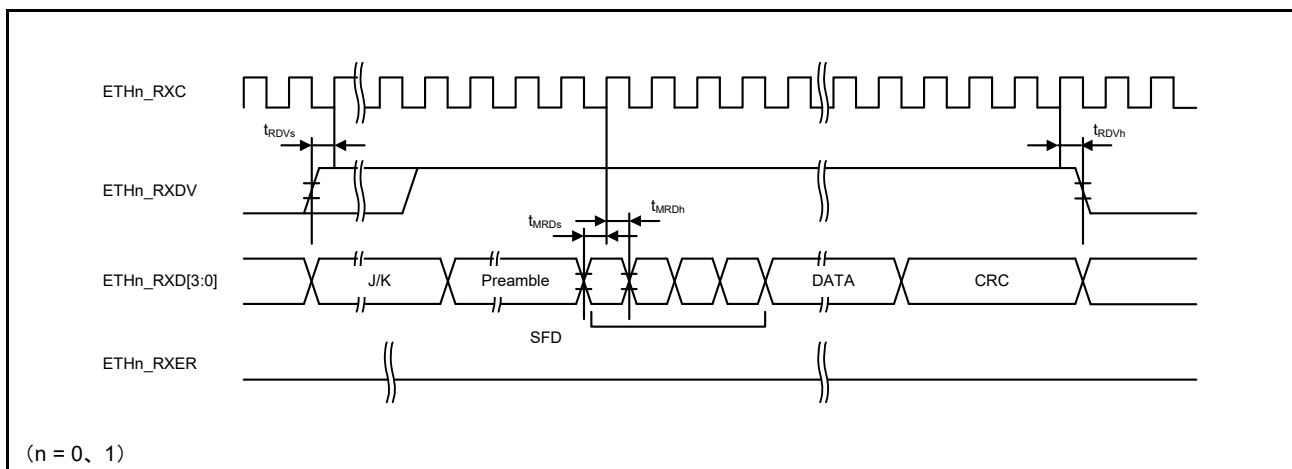 ETHn_RXC
tRDVs
tRDVh
ETHn_RXDV
tMRDs
tMRDh
ETHn_RXD[3:0]
J/K
Preamble
DATA
CRC
SFD
ETHn_RXER
（n = 0、1）